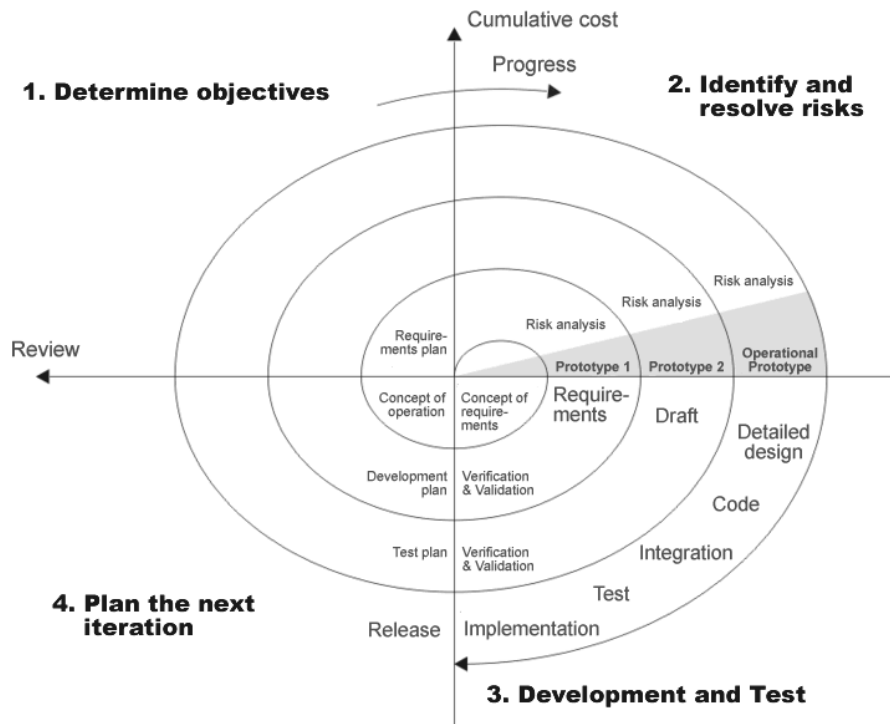 Cumulative cost
Progress
1. Determine objectives
2. Identify and
resolve risks
Risk analysis
Risk analysis
Risk analysis
Require-
ments plan
Review
Prototype 1
Prototype 2
Operational
Prototype
Concept of
operation
Concept of
require-
ments
Require-
ments
Draft
Detailed
design
Development
plan
Verification
& Validation
Code
Test plan
Verification
& Validation
Integration
Test
4. Plan the next
iteration
Release
Implementation
3. Development and Test